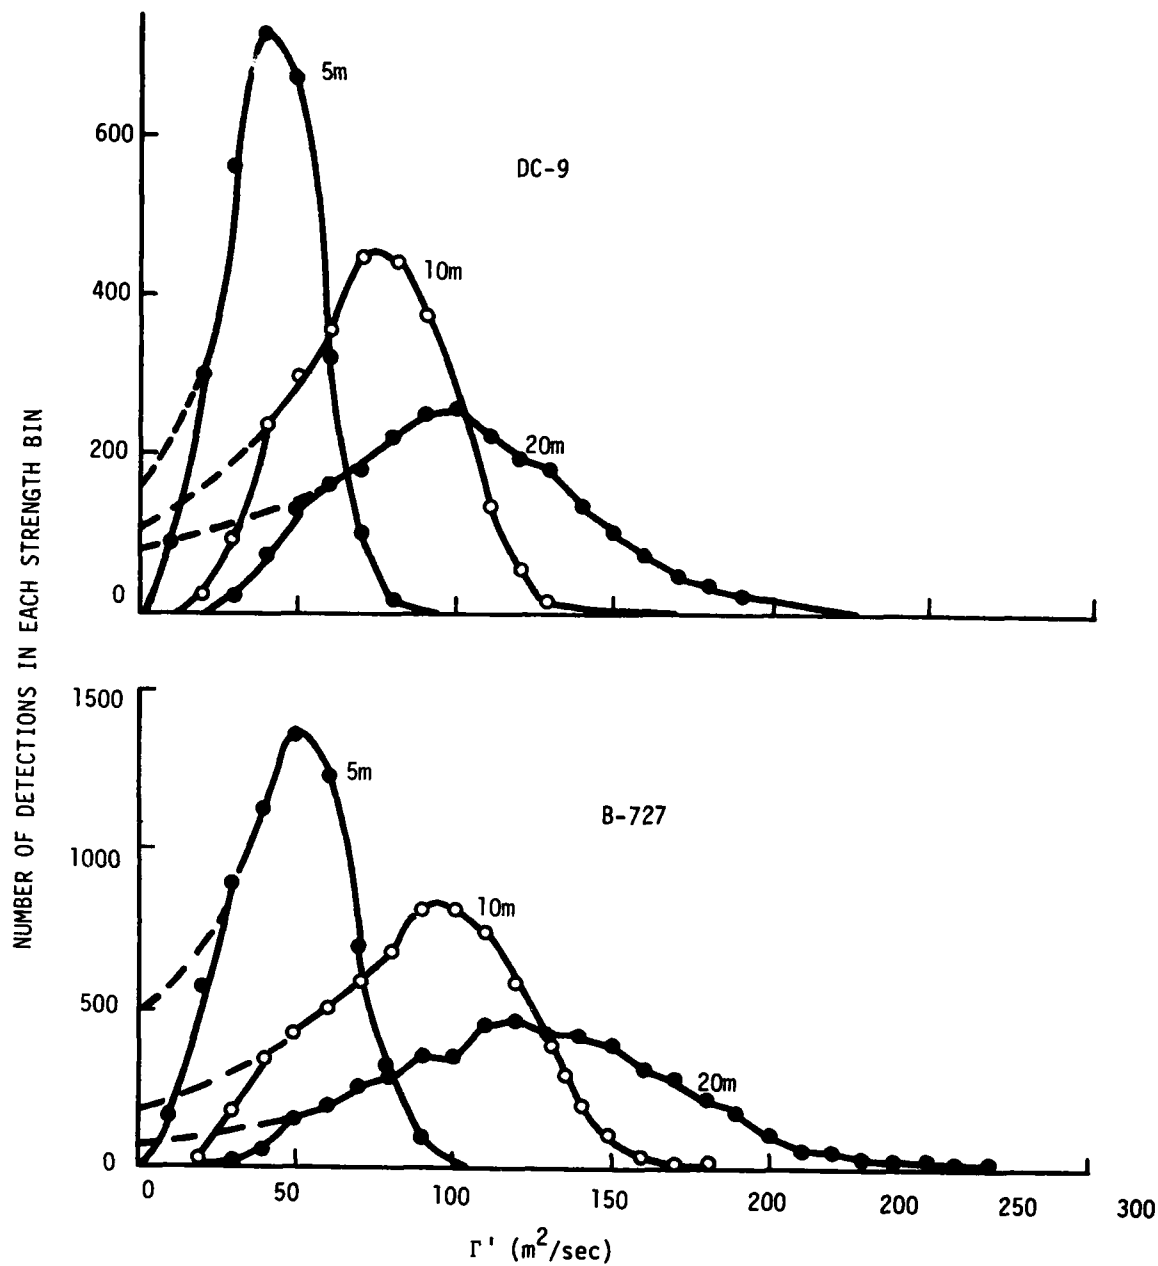 NUMBER OF DETECTIONS IN EACH STRENGTH BIN
600
400
200
0
5m
10m
20m
DC-9
1500
1000
500
0
5m
10m
20m
B-727
0 50 100 150 200 200 250 300
Γ' (m²/sec)